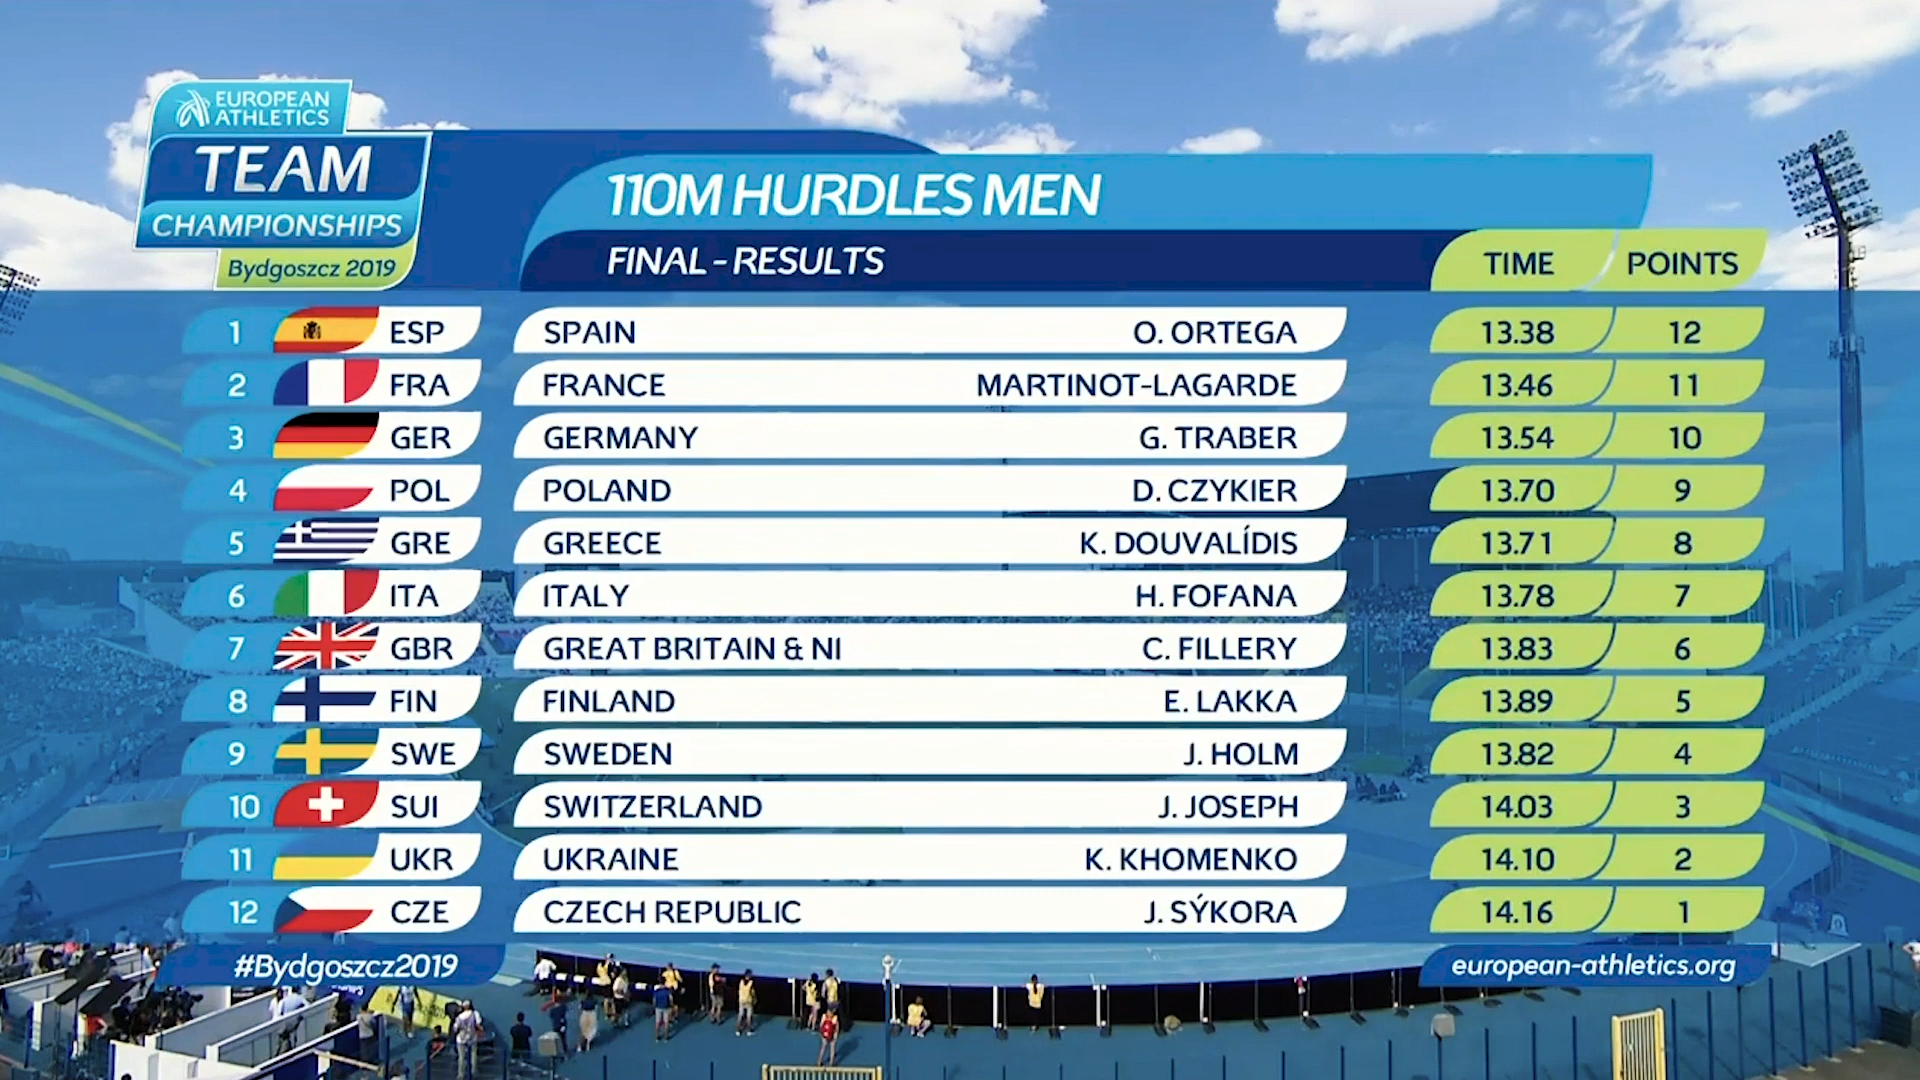 EUROPEAN
ATHLETICS
TEAM
CHAMPIONSHIPS
Bydgoszcz 2019
110M HURDLES MEN
FINAL - RESULTS TIME POINTS
1 ESP SPAIN O. ORTEGA 13.38 12
2 FRA FRANCE MARTINOT-LAGARDE 13.46 11
3 GER GERMANY G. TRABER 13.54 10
4 POL POLAND D. CZYKIER 13.70 9
5 GRE GREECE K. DOUVALÍDIS 13.71 8
6 ITA ITALY H. FOFANA 13.78 7
7 GBR GREAT BRITAIN & NI C. FILLERY 13.83 6
8 FIN FINLAND E. LAKKA 13.89 5
9 SWE SWEDEN J. HOLM 13.82 4
10 SUI SWITZERLAND J. JOSEPH 14.03 3
11 UKR UKRAINE K. KHOMENKO 14.10 2
12 CZE CZECH REPUBLIC J. SÝKORA 14.16 1
#Bydgoszcz2019 european-athletics.org